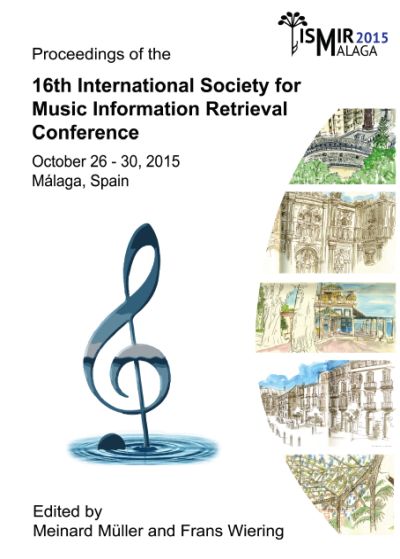 ISMIR 2015
MALAGA
Proceedings of the
16th International Society for
Music Information Retrieval
Conference
October 26 - 30, 2015
Málaga, Spain
Edited by
Meinard Müller and Frans Wiering